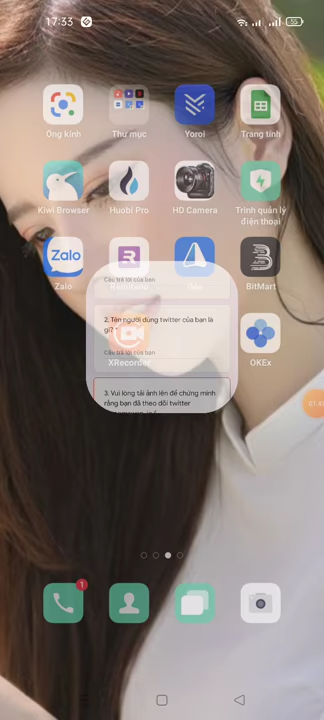 17:33
Ống kính
Thư mục
Yoroi
Trang tính
Kiwi Browser
Huobi Pro
HD Camera
Trình quản lý
điện thoại
Zalo
Zalo
BitMart
Câu trả lời của bạn
2. Tên người dùng twitter của bạn là
gì? *
Câu trả lời của bạn
XRecorder
OKEx
3. Vui lòng tải ảnh lên để chứng minh
rằng bạn đã theo dõi twitter
1